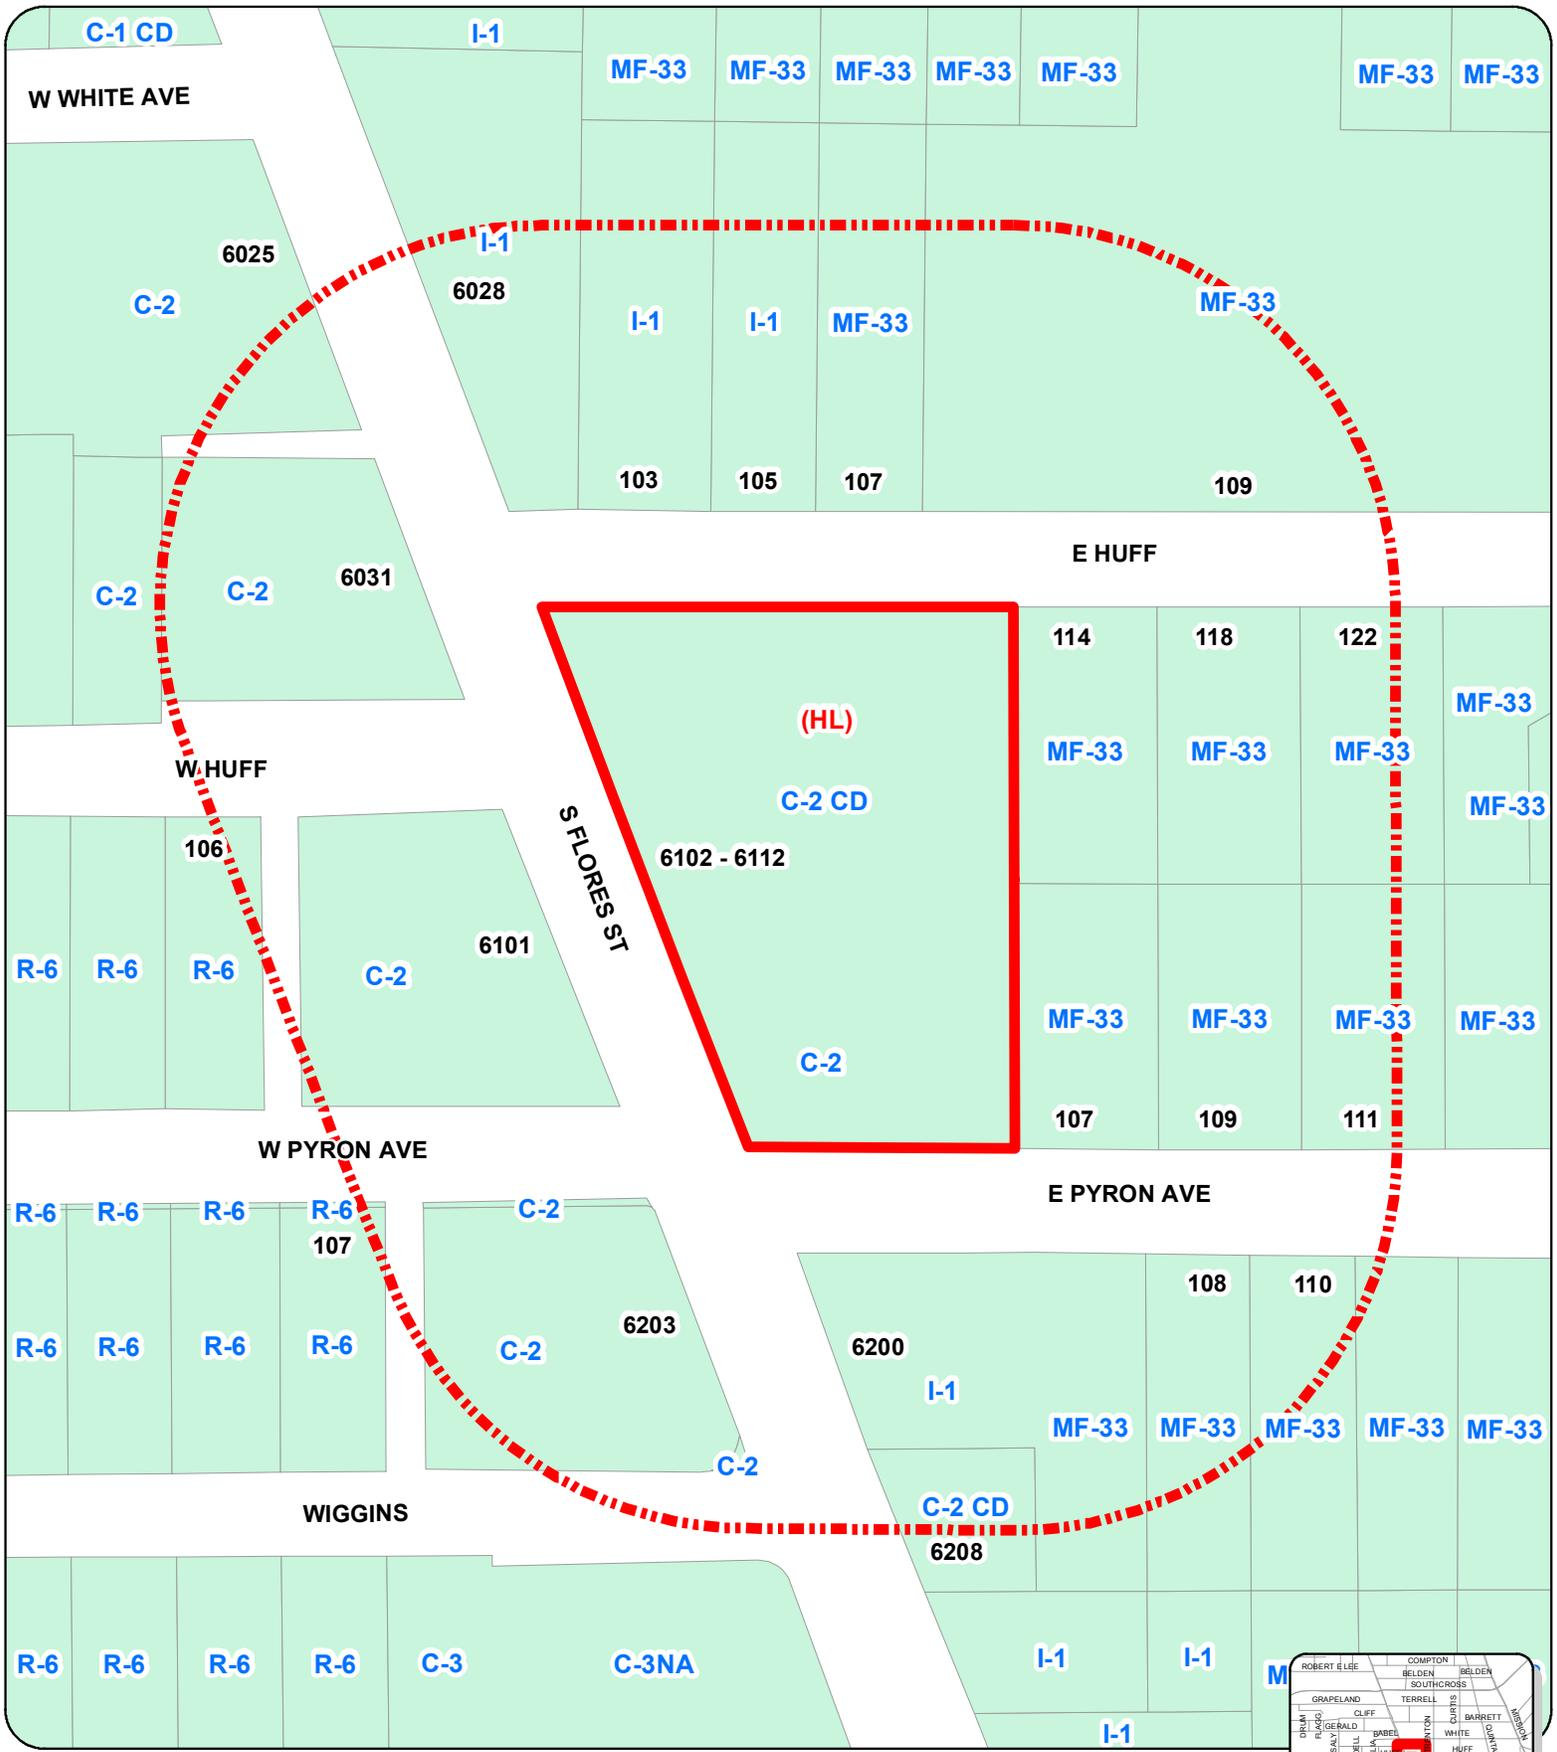 C-1 CD
I-1
MF-33
MF-33
MF-33
MF-33
MF-33
MF-33
MF-33
W WHITE AVE
6025
C-2
I-1
6028
I-1
I-1
MF-33
MF-33
103
105
107
109
E HUFF
6031
C-2
C-2
114
118
122
(HL)
MF-33
MF-33
MF-33
MF-33
W HUFF
C-2 CD
MF-33
106
S FLORES ST
6102 - 6112
6101
R-6
R-6
R-6
C-2
MF-33
MF-33
MF-33
MF-33
C-2
107
109
111
W PYRON AVE
E PYRON AVE
R-6
R-6
R-6
R-6
C-2
107
108
110
6203
6200
R-6
R-6
R-6
R-6
C-2
I-1
MF-33
MF-33
MF-33
MF-33
MF-33
C-2
WIGGINS
C-2 CD
6208
R-6
R-6
R-6
R-6
C-3
C-3NA
I-1
I-1
I-1
ROBERT E LEE
COMPTON
BELDEN
BELDEN
SOUTHCROSS
GRAPELAND
TERRELL
CURTIS
MISSION
DRUM
FLAGG
CLIFF
BARRETT
GERALD
WHITE
HUFF